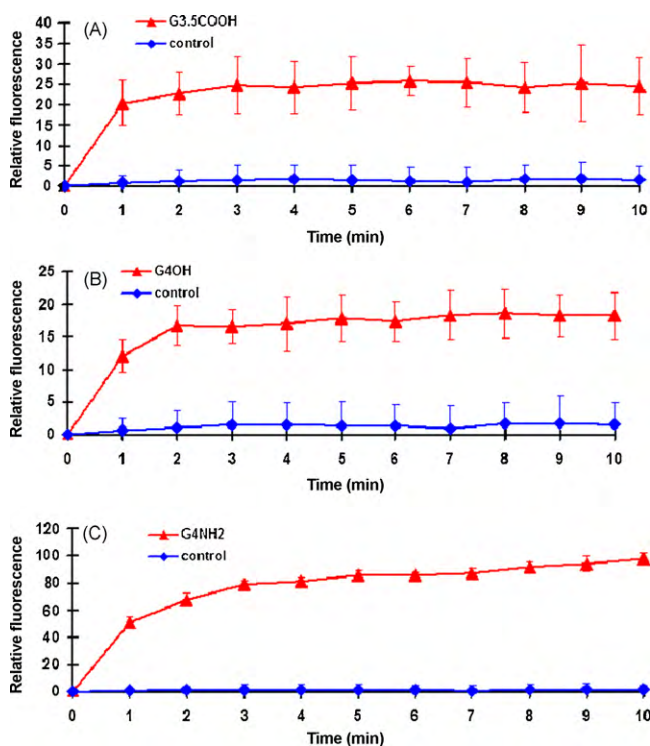 (A)
G3.5COOH
control
Relative fluorescence
40
35
30
25
20
15
10
5
0
0 1 2 3 4 5 6 7 8 9 10
Time (min)
(B)
G4OH
control
Relative fluorescence
25
20
15
10
5
0
0 1 2 3 4 5 6 7 8 9 10
Time (min)
(C)
G4NH2
control
Relative fluorescence
120
100
80
60
40
20
0
0 1 2 3 4 5 6 7 8 9 10
Time (min)